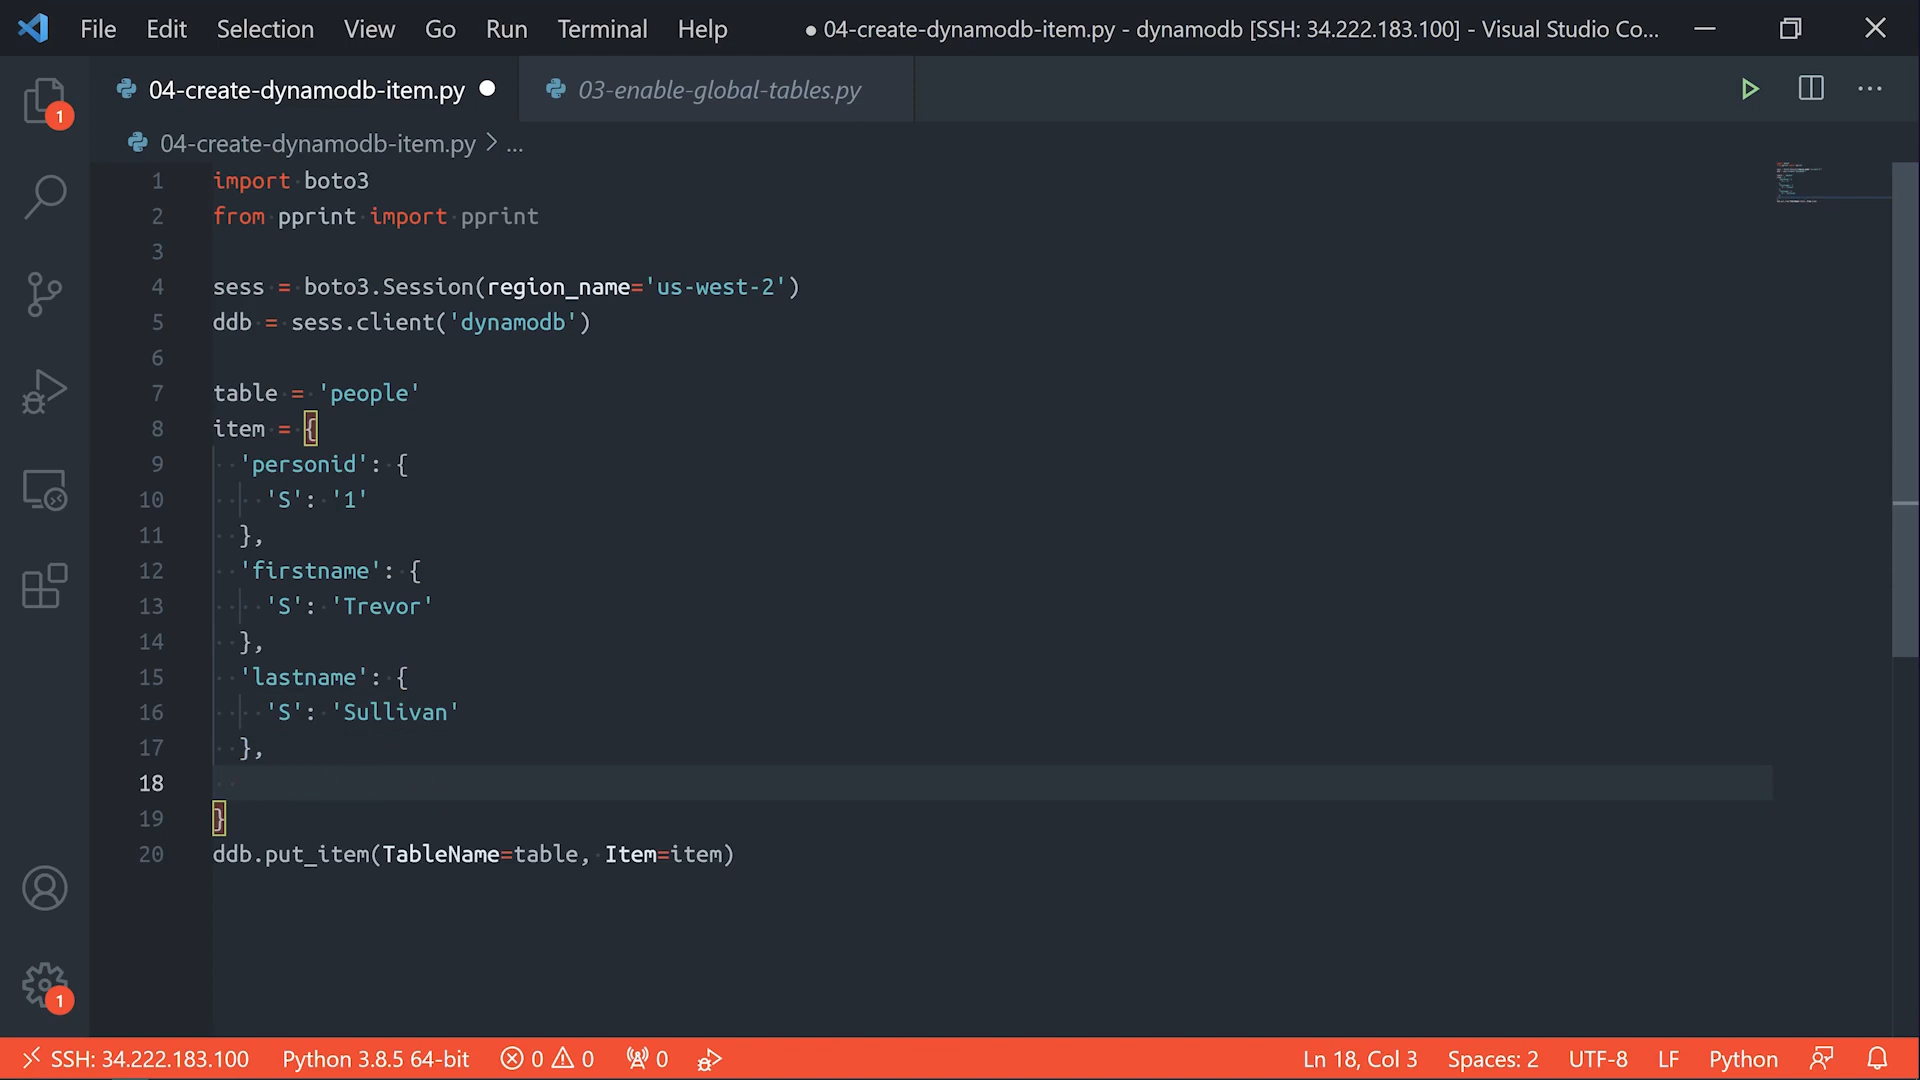 File Edit Selection View Go Run Terminal Help ● 04-create-dynamodb-item.py - dynamodb [SSH: 34.222.183.100] - Visual Studio Co...
04-create-dynamodb-item.py ● 03-enable-global-tables.py
04-create-dynamodb-item.py > ...
1 import boto3
2 from pprint import pprint
3
4 sess = boto3.Session(region_name='us-west-2')
5 ddb = sess.client('dynamodb')
6
7 table = 'people'
8 item = {
9   'personid': {
10     'S': '1'
11   },
12   'firstname': {
13     'S': 'Trevor'
14   },
15   'lastname': {
16     'S': 'Sullivan'
17   },
18
19 }
20 ddb.put_item(TableName=table, Item=item)
1
1
SSH: 34.222.183.100 Python 3.8.5 64-bit 0 0 0 Ln 18, Col 3 Spaces: 2 UTF-8 LF Python